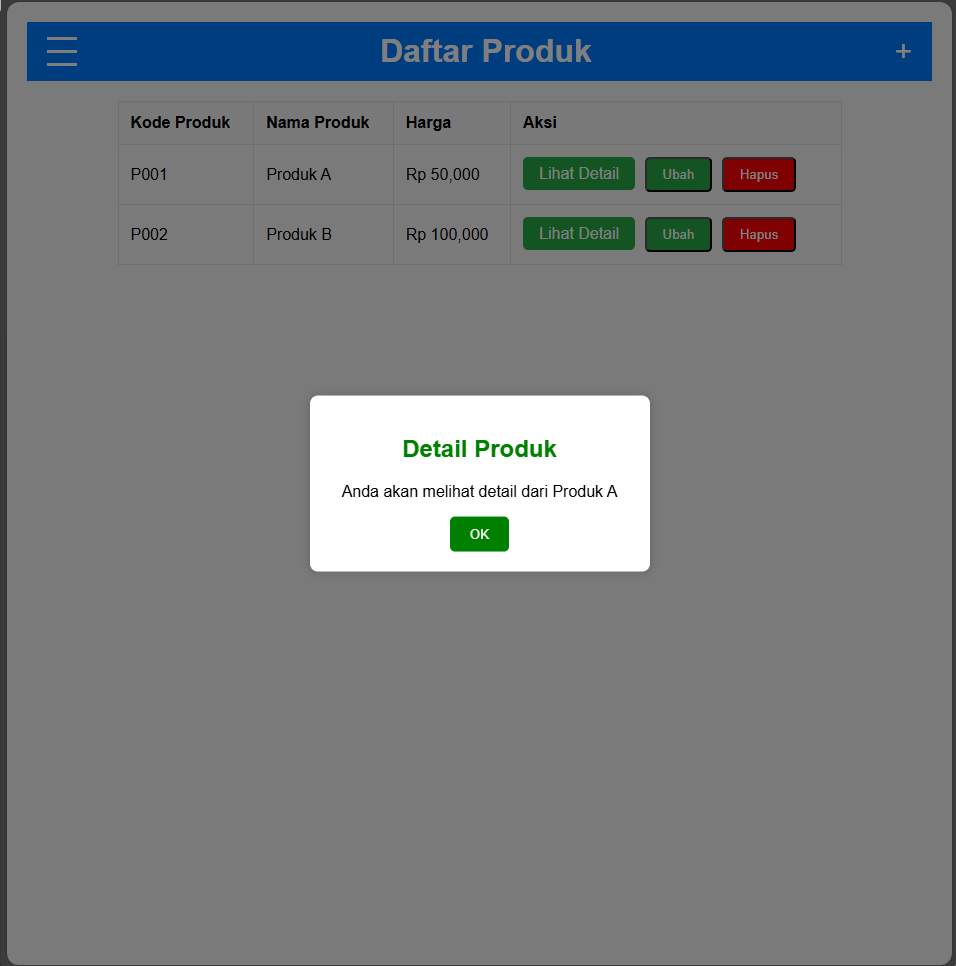 Daftar Produk +
Kode Produk Nama Produk Harga Aksi
P001 Produk A Rp 50,000 Lihat Detail Ubah Hapus
P002 Produk B Rp 100,000 Lihat Detail Ubah Hapus
Detail Produk
Anda akan melihat detail dari Produk A
OK